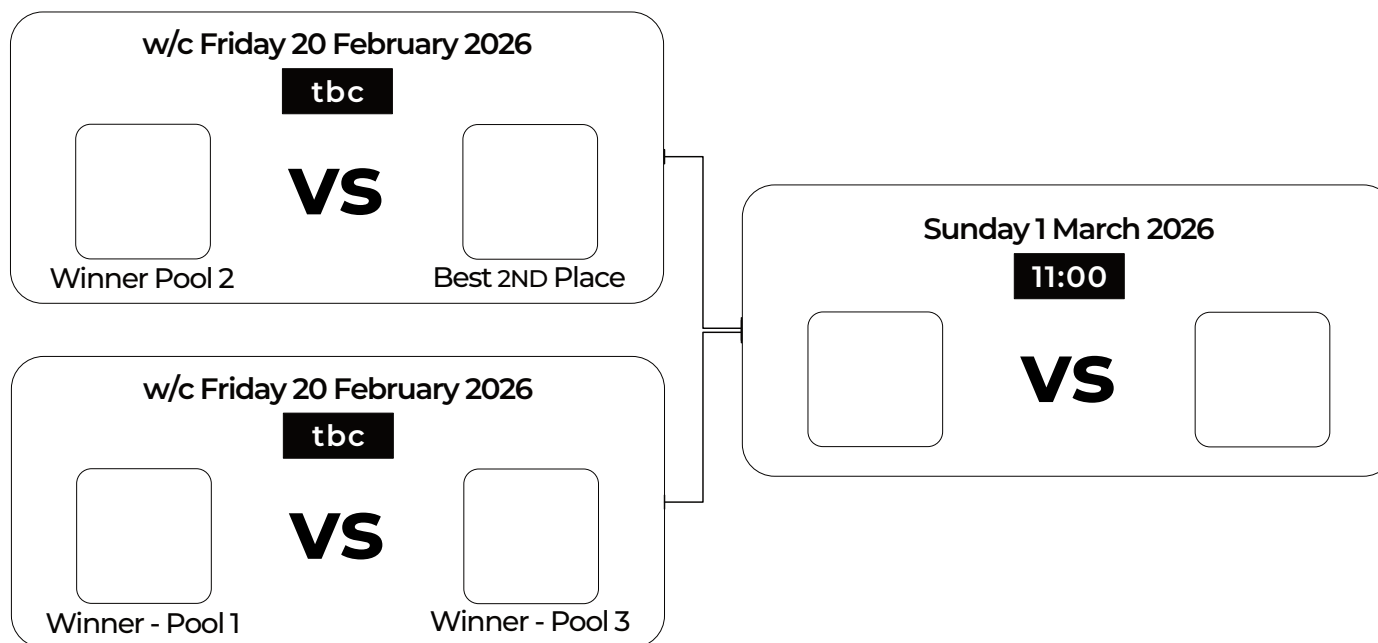 w/c Friday 20 February 2026
tbc
VS
Winner Pool 2
Best 2ND Place
w/c Friday 20 February 2026
tbc
VS
Winner - Pool 1
Winner - Pool 3
Sunday 1 March 2026
11:00
VS